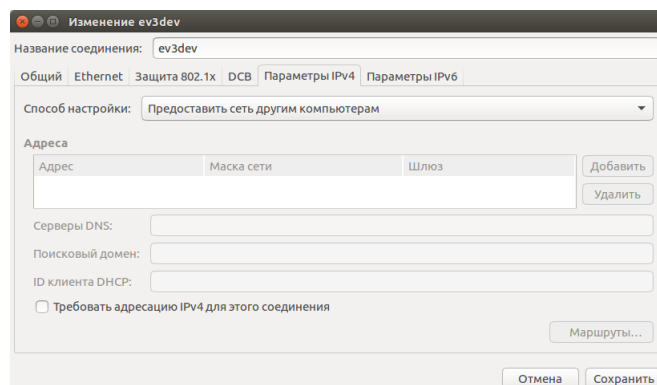 Изменение ev3dev
Название соединения: ev3dev
Общий Ethernet Защита 802.1x DCB Параметры IPv4 Параметры IPv6
Способ настройки: Предоставить сеть другим компьютерам
Адреса
Адрес Маска сети Шлюз Добавить
Удалить
Серверы DNS:
Поисковый домен:
ID клиента DHCP:
Требовать адресацию IPv4 для этого соединения
Маршруты...
Отмена Сохранить